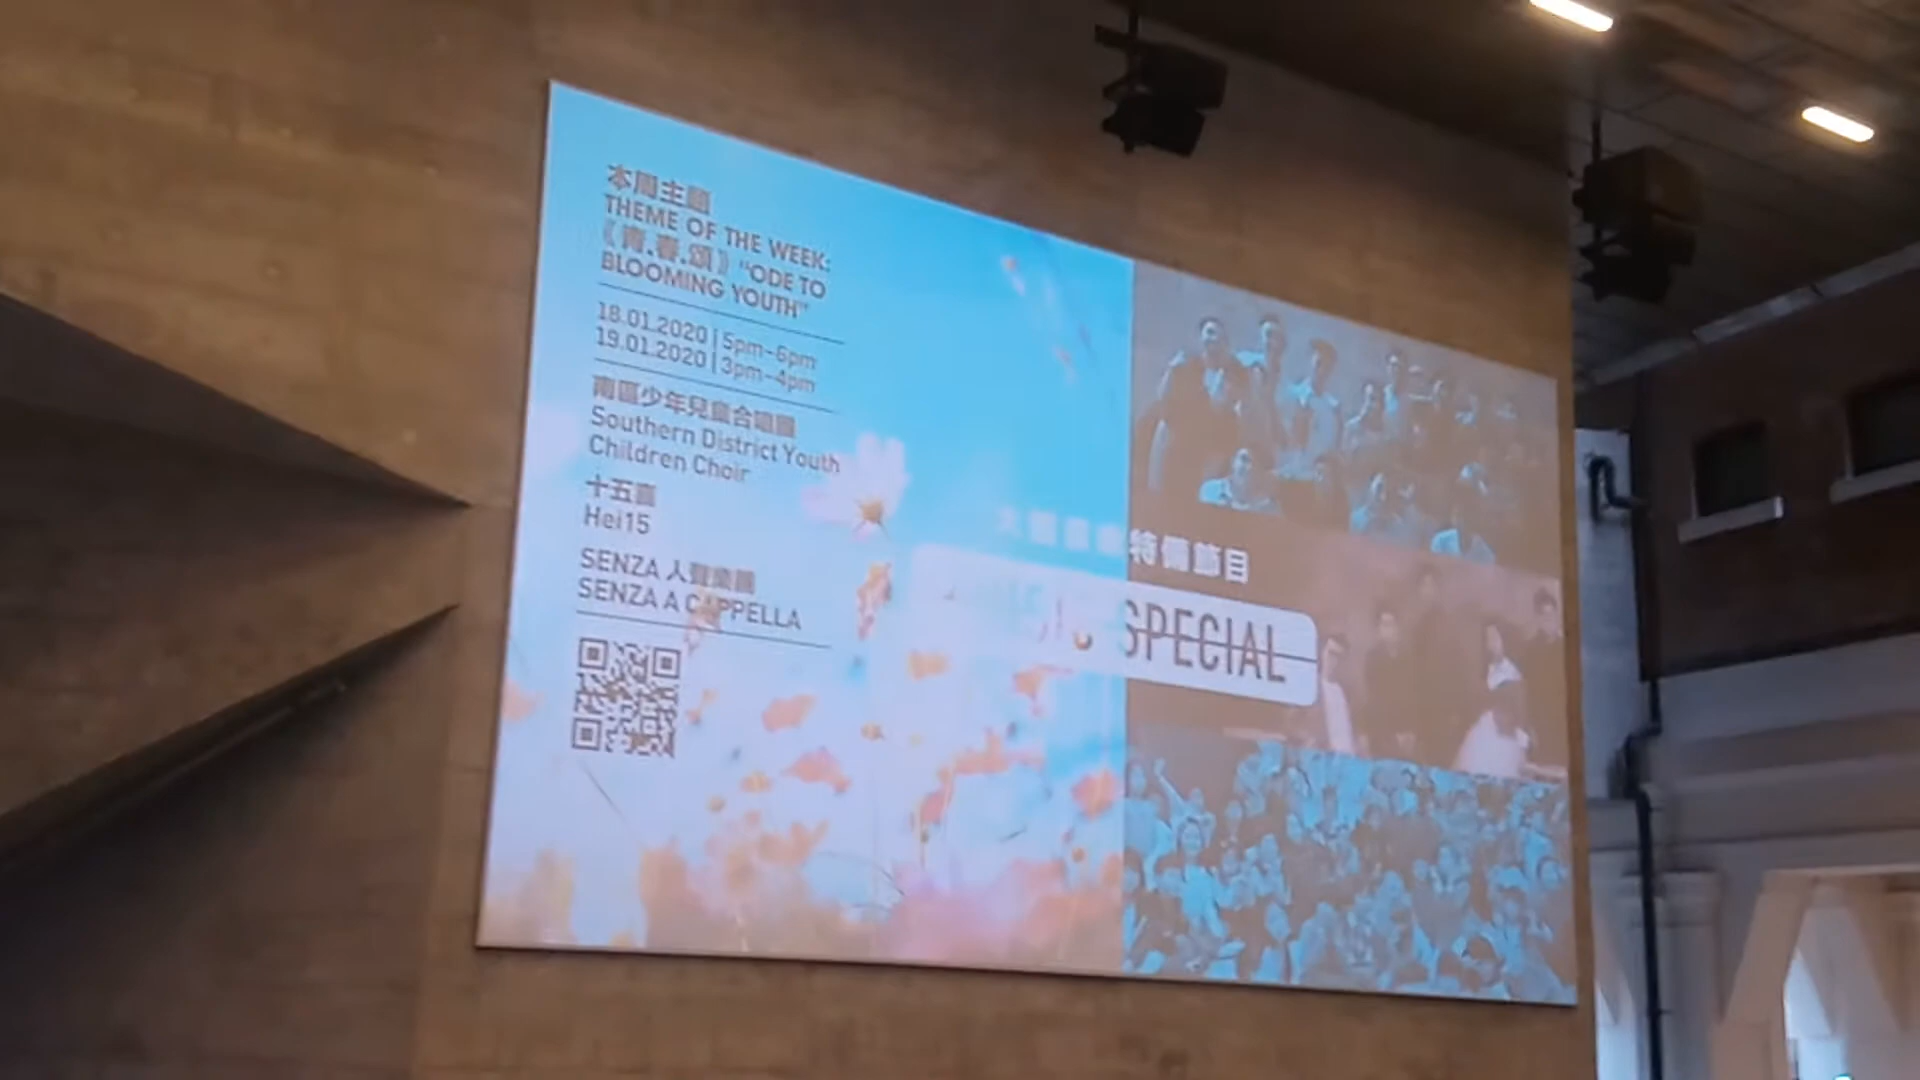 本周主題
THEME OF THE WEEK:
《青.春.頌》 "ODE TO
BLOOMING YOUTH"
18.01.2020 | 5pm-6pm
19.01.2020 | 3pm-4pm
南區少年兒童合唱團
Southern District Youth
Children Choir
十五喜
Hei15
SENZA 人聲樂團
SENZA A CAPPELLA
特備節目
SPECIAL